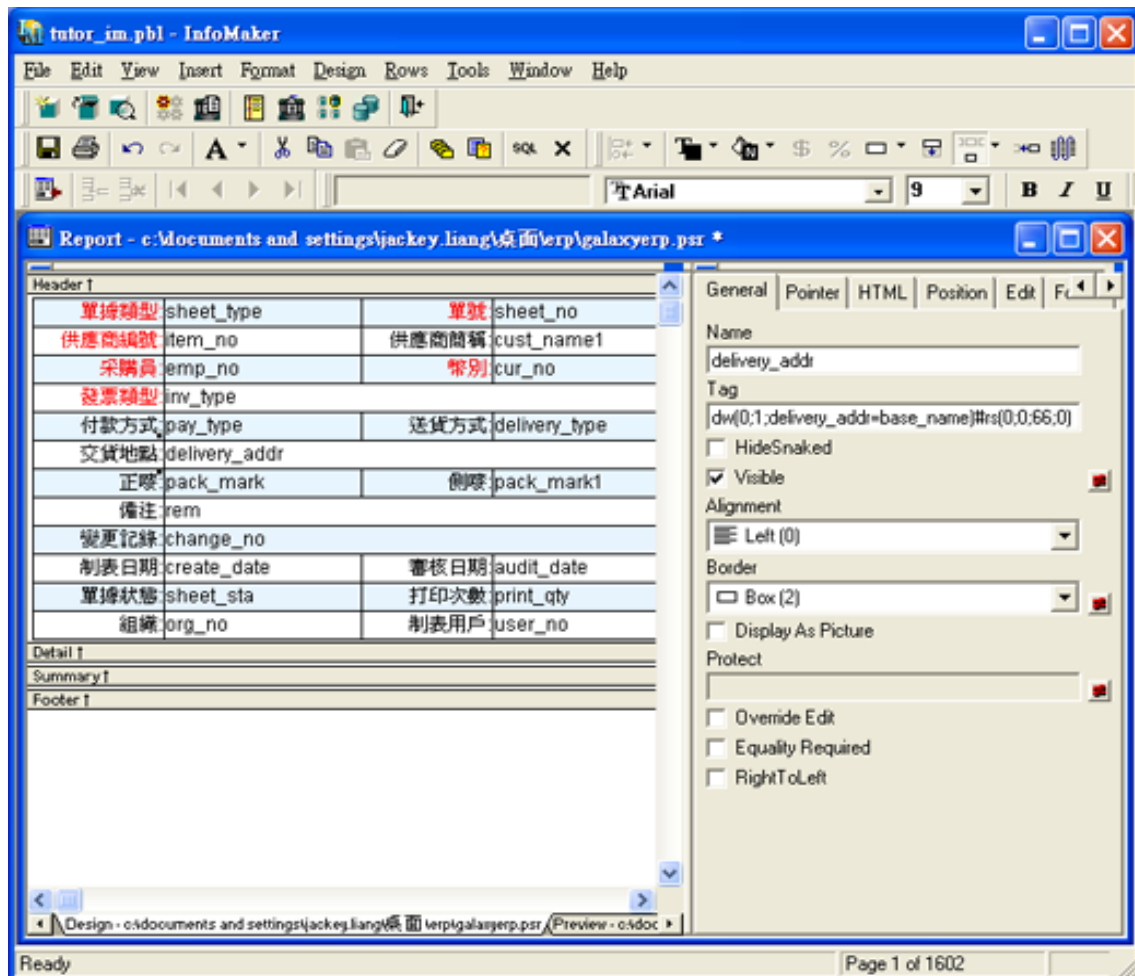 tutor_im.pbl - InfoMaker
File Edit View Insert Format Design Rows Tools Window Help
A SQL $ %
Arial 9 B I U
Report - c:\documents and settings\jackey.liang\桌面\erp\galaxyerp.psr *
Header ↑
單據類型:sheet_type 單號:sheet_no
供應商編號:item_no 供應商簡稱:cust_name1
采購員:emp_no 幣別:cur_no
發票類型:inv_type
付款方式:pay_type 送貨方式:delivery_type
交貨地點:delivery_addr
正嘜:pack_mark 側嘜:pack_mark1
備注:rem
變更記錄:change_no
制表日期:create_date 審核日期:audit_date
單據狀態:sheet_sta 打印次數:print_qty
組織:org_no 制表用戶:user_no
Detail ↑
Summary ↑
Footer ↑
General Pointer HTML Position Edit
Name
delivery_addr
Tag
dw(0;1;delivery_addr=base_name)#rs(0;0;66;0)
HideSnaked
Visible
Alignment
Left (0)
Border
Box (2)
Display As Picture
Protect
Override Edit
Equality Required
RightToLeft
Design - c:\documents and settings\jackey.liang\桌面\erp\galaxyerp.psr Preview - c:\doc
Ready Page 1 of 1602